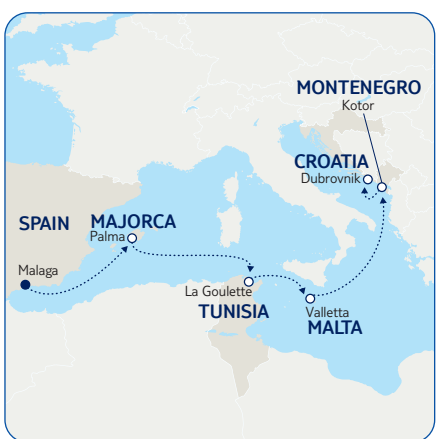 MONTENEGRO
Kotor
CROATIA
Dubrovnik
SPAIN
MAJORCA
Palma
Malaga
La Goulette
TUNISIA
Valletta
MALTA